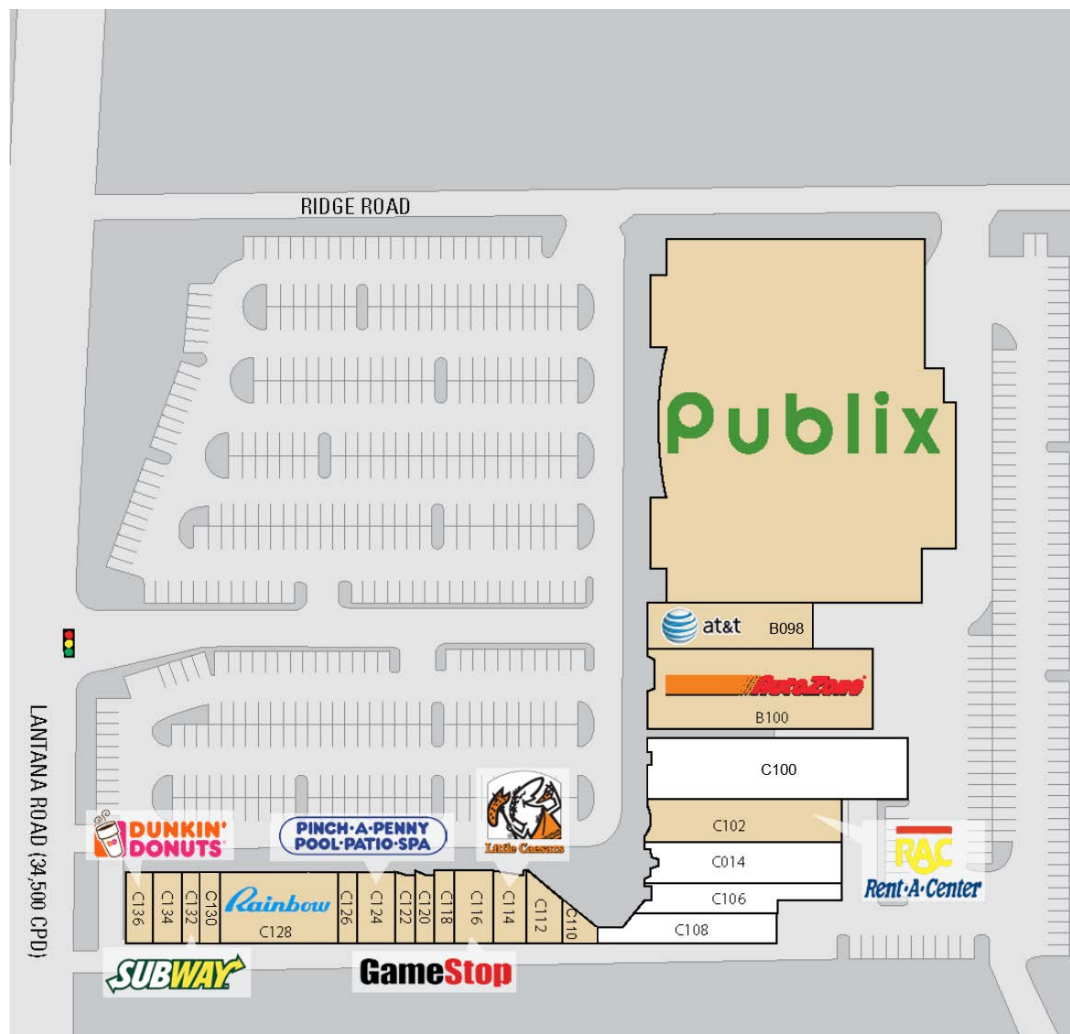 RIDGE ROAD
Publix
at&t B098
AutoZone
B100
C100
C102
C014
C106
C108
RAC
Rent-A-Center
LANTANA ROAD (34,500 CPD)
DUNKIN'
DONUTS
PINCH-A-PENNY
POOL-PATIO-SPA
Little Caesars
C136
C134
C132
C130
Rainbow
C128
C126
C124
C122
C120
C118
C116
C114
C112
C110
SUBWAY
GameStop